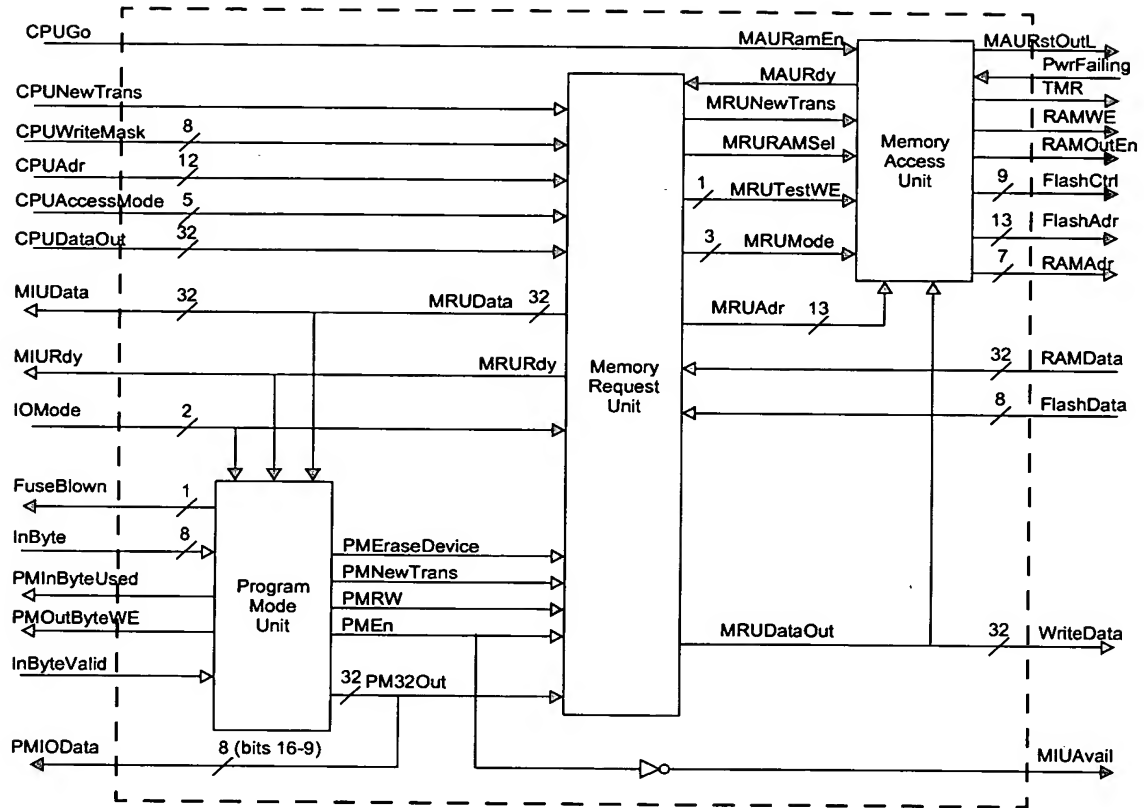 CPUGo
MAURamEn
MAURstOutL
PwrFailing
TMR
RAMWE
RAMOutEn
9
FlashCtrl
13
FlashAdr
7
RAMAdr
CPUNewTrans
CPUWriteMask
8
CPUAdr
12
CPUAccessMode
5
CPUDataOut
32
MAURdy
MRUNewTrans
MRURAMSel
1
MRUTestWE
3
MRUMode
Memory
Access
Unit
MIUData
32
MRUData
32
MRUAdr
13
MIURdy
MRURdy
Memory
Request
Unit
32
RAMData
8
FlashData
IOMode
2
FuseBlown
1
InByte
8
PMInByteUsed
PMOutByteWE
InByteValid
Program
Mode
Unit
PMEraseDevice
PMNewTrans
PMRW
PMEn
32
PM32Out
MRUDataOut
32
WriteData
PMIOData
8 (bits 16-9)
MIUAvail